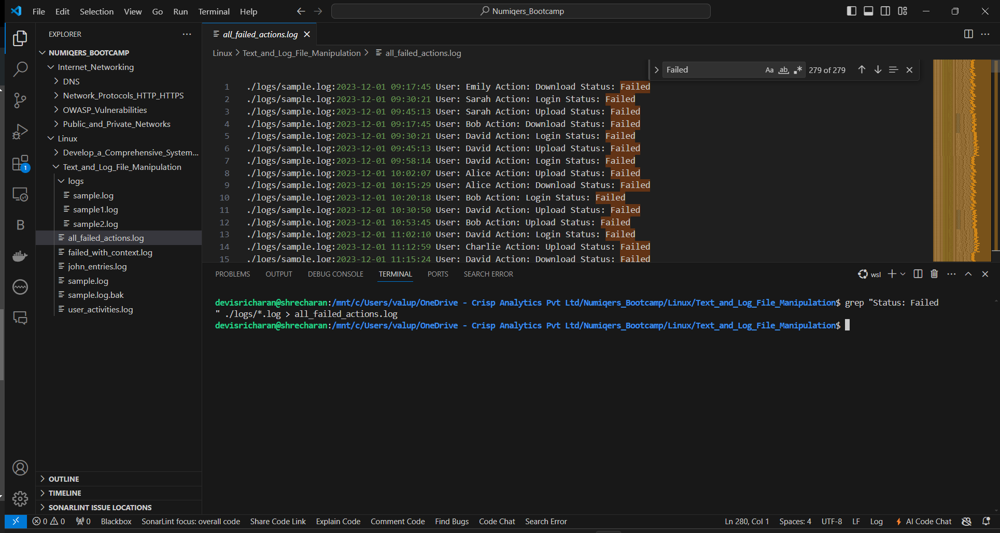 File Edit Selection View Go Run Terminal Help
Numiqers_Bootcamp
EXPLORER
NUMIQERS_BOOTCAMP
Internet_Networking
DNS
Network_Protocols_HTTP_HTTPS
OWASP_Vulnerabilities
Public_and_Private_Networks
Linux
Develop_a_Comprehensive_System...
Text_and_Log_File_Manipulation
logs
sample.log
sample1.log
sample2.log
all_failed_actions.log
failed_with_context.log
john_entries.log
sample.log
sample.log.bak
user_activities.log
OUTLINE
TIMELINE
SONARLINT ISSUE LOCATIONS
B
1
all_failed_actions.log
Linux > Text_and_Log_File_Manipulation > all_failed_actions.log
Failed Aa ab 279 of 279
1 ./logs/sample.log:2023-12-01 09:17:45 User: Emily Action: Download Status: Failed
2 ./logs/sample.log:2023-12-01 09:30:21 User: Sarah Action: Login Status: Failed
3 ./logs/sample.log:2023-12-01 09:45:13 User: Sarah Action: Upload Status: Failed
4 ./logs/sample.log:2023-12-01 09:17:45 User: Bob Action: Download Status: Failed
5 ./logs/sample.log:2023-12-01 09:30:21 User: David Action: Login Status: Failed
6 ./logs/sample.log:2023-12-01 09:45:13 User: David Action: Upload Status: Failed
7 ./logs/sample.log:2023-12-01 09:58:14 User: David Action: Login Status: Failed
8 ./logs/sample.log:2023-12-01 10:02:07 User: Alice Action: Upload Status: Failed
9 ./logs/sample.log:2023-12-01 10:15:29 User: Alice Action: Download Status: Failed
10 ./logs/sample.log:2023-12-01 10:20:18 User: Bob Action: Login Status: Failed
11 ./logs/sample.log:2023-12-01 10:30:50 User: David Action: Upload Status: Failed
12 ./logs/sample.log:2023-12-01 10:53:45 User: Bob Action: Upload Status: Failed
13 ./logs/sample.log:2023-12-01 11:02:10 User: David Action: Login Status: Failed
14 ./logs/sample.log:2023-12-01 11:12:59 User: Charlie Action: Upload Status: Failed
15 ./logs/sample.log:2023-12-01 11:15:24 User: David Action: Download Status: Failed
PROBLEMS OUTPUT DEBUG CONSOLE TERMINAL PORTS SEARCH ERROR wsl
devisricharan@shrecharan:/mnt/c/Users/valup/OneDrive - Crisp Analytics Pvt Ltd/Numiqers_Bootcamp/Linux/Text_and_Log_File_Manipulation$ grep "Status: Failed
" ./logs/*.log > all_failed_actions.log
devisricharan@shrecharan:/mnt/c/Users/valup/OneDrive - Crisp Analytics Pvt Ltd/Numiqers_Bootcamp/Linux/Text_and_Log_File_Manipulation$
0 0 0 Blackbox SonarLint focus: overall code Share Code Link Explain Code Comment Code Find Bugs Code Chat Search Error Ln 280, Col 1 Spaces: 4 UTF-8 LF Log AI Code Chat